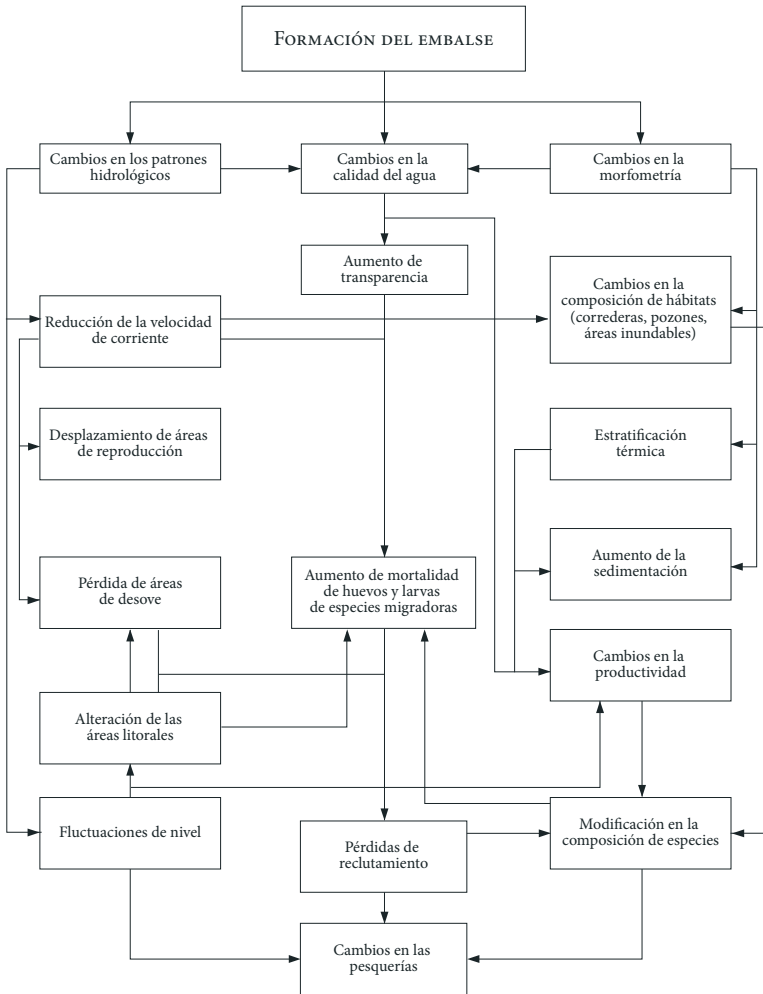 Formación del embalse
Cambios en los patrones
hidrológicos
Cambios en la
calidad del agua
Cambios en la
morfometría
Aumento de
transparencia
Cambios en la
composición de hábitats
(correderas, pozones,
áreas inundables)
Reducción de la velocidad
de corriente
Desplazamiento de áreas
de reproducción
Estratificación
térmica
Aumento de la
sedimentación
Pérdida de áreas
de desove
Aumento de mortalidad
de huevos y larvas
de especies migradoras
Cambios en la
productividad
Alteración de las
áreas litorales
Fluctuaciones de nivel
Pérdidas de
reclutamiento
Modificación en la
composición de especies
Cambios en las
pesquerías